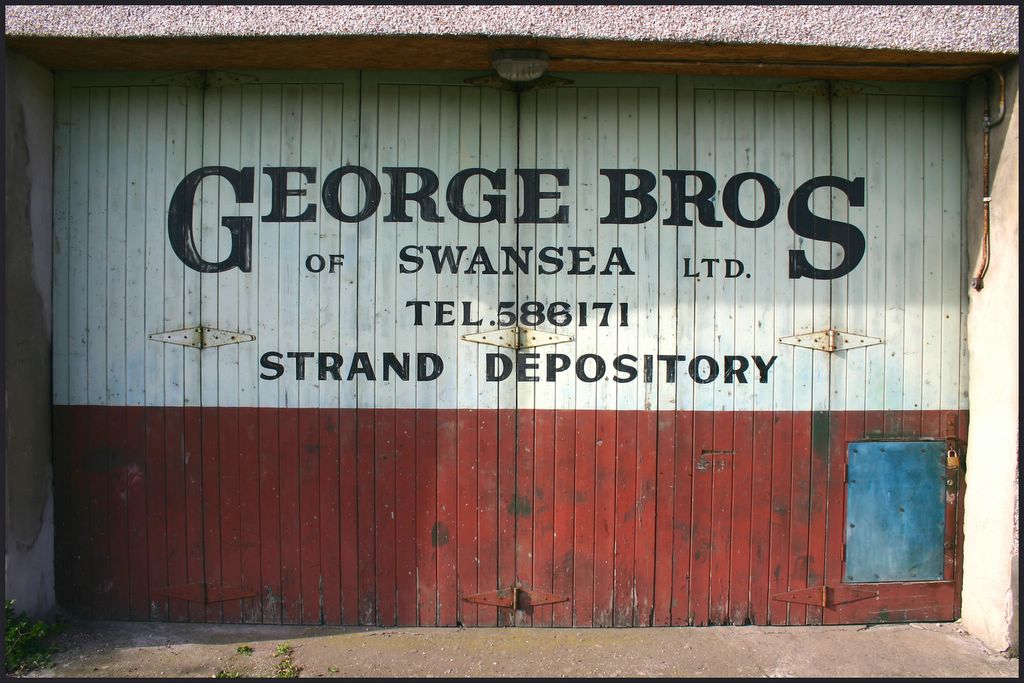 GEORGE BROS
OF SWANSEA LTD.
TEL.586171
STRAND DEPOSITORY